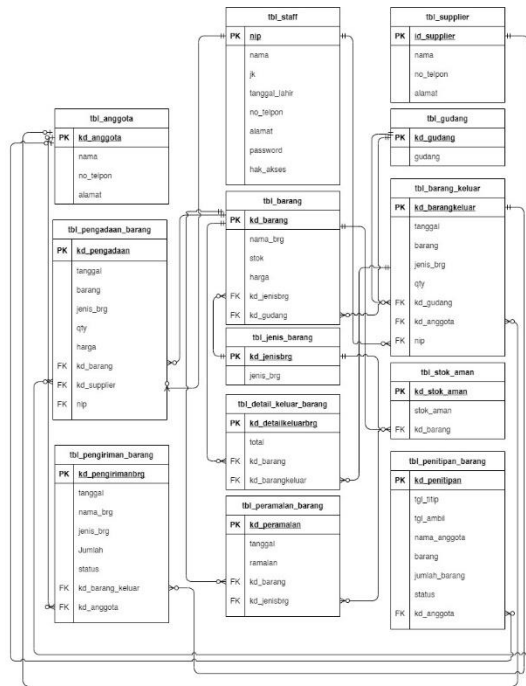 tbl_staff
PK nip
nama
jk
tanggal_lahir
no_telpon
alamat
password
hak_akses
tbl_supplier
PK id_supplier
nama
no_telpon
alamat
tbl_anggota
PK kd_anggota
nama
no_telpon
alamat
tbl_gudang
PK kd_gudang
gudang
tbl_barang
PK kd_barang
nama_brg
stok
harga
FK kd_jenisbrg
FK kd_gudang
tbl_barang_keluar
PK kd_barangkeluar
tanggal
barang
jenis_brg
qty
FK kd_gudang
FK kd_anggota
FK nip
tbl_pengadaan_barang
PK kd_pengadaan
tanggal
barang
jenis_brg
qty
harga
FK kd_barang
FK kd_supplier
FK nip
tbl_jenis_barang
PK kd_jenisbrg
jenis_brg
tbl_stok_aman
PK kd_stok_aman
stok_aman
FK kd_barang
tbl_detail_keluar_barang
PK kd_detailkeluarbrg
total
FK kd_barang
FK kd_barangkeluar
tbl_pengiriman_barang
PK kd_pengirimanbrg
tanggal
nama_brg
jenis_brg
Jumlah
status
FK kd_barang_keluar
FK kd_anggota
tbl_peramalan_barang
PK kd_peramalan
tanggal
ramalan
FK kd_barang
FK kd_jenisbrg
tbl_penitipan_barang
PK kd_penitipan
tgl_titip
tgl_ambil
nama_anggota
barang
jumlah_barang
status
FK kd_anggota